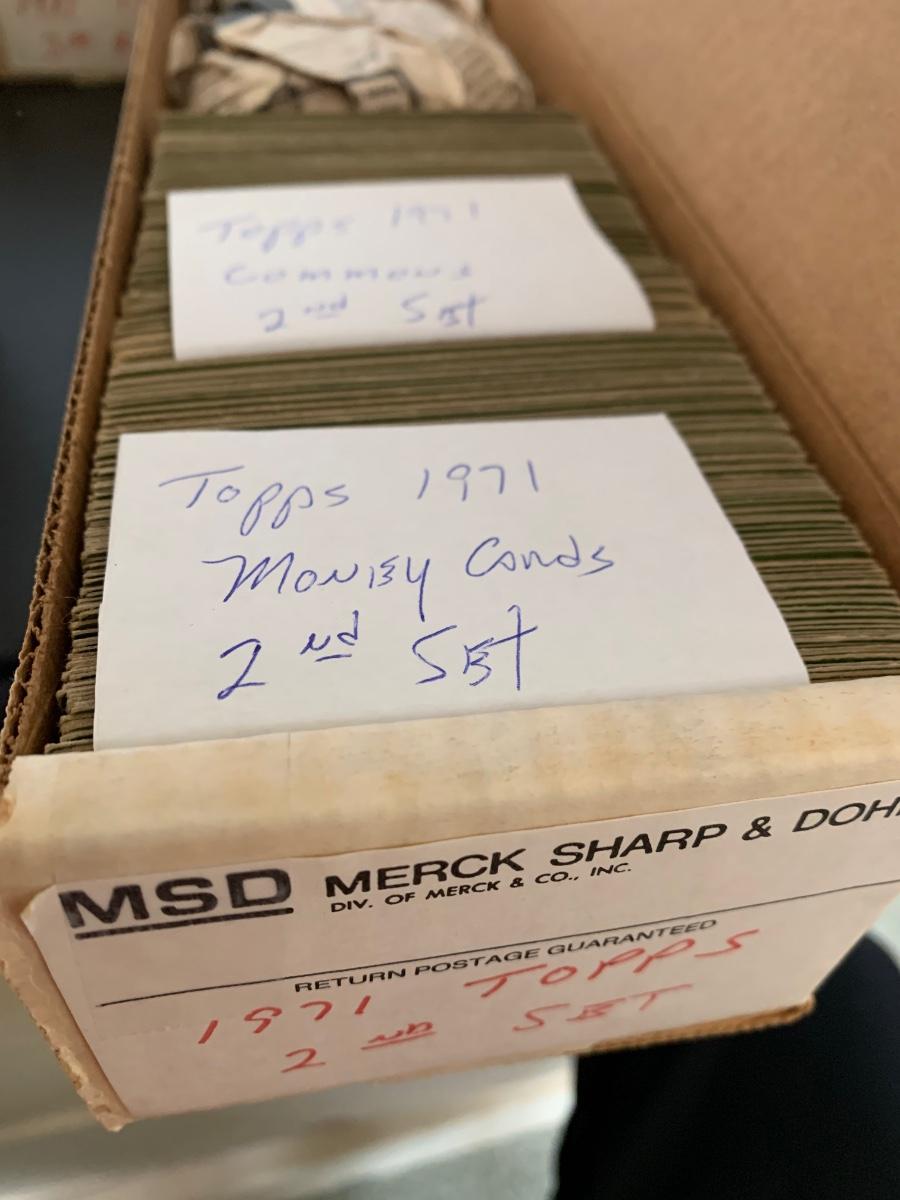 Topps 1971
Commons
2nd Set
Topps 1971
Money Cards
2nd Set
MSD MERCK SHARP & DOH
DIV. OF MERCK & CO., INC.
RETURN POSTAGE GUARANTEED
1971 TOPPS
2nd SET